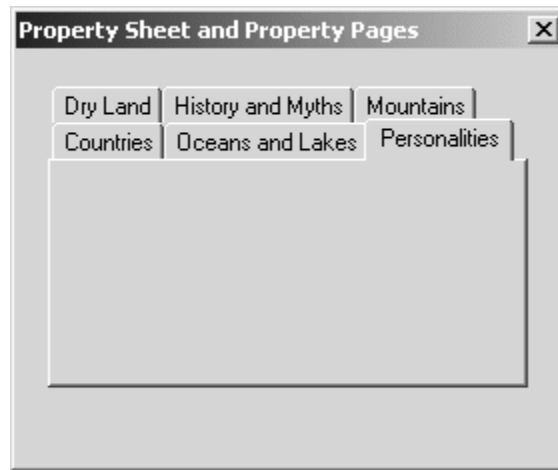 Property Sheet and Property Pages
Dry Land History and Myths Mountains
Countries Oceans and Lakes Personalities